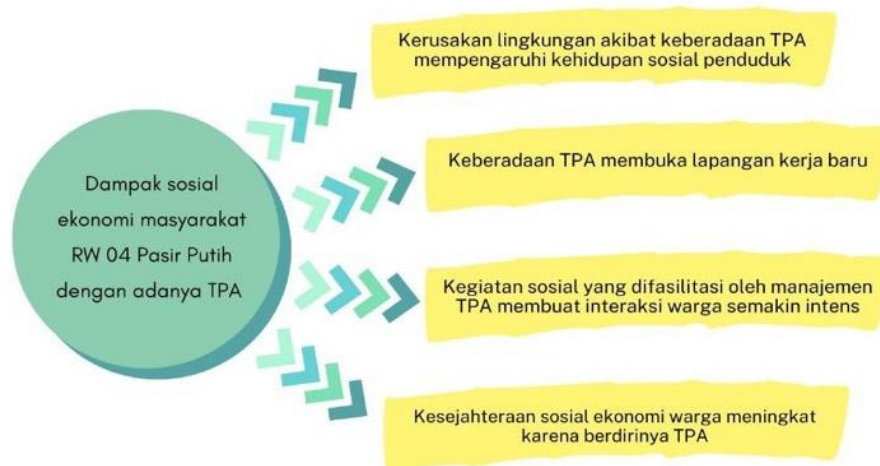 Dampak sosial
ekonomi masyarakat
RW 04 Pasir Putih
dengan adanya TPA
Kerusakan lingkungan akibat keberadaan TPA
mempengaruhi kehidupan sosial penduduk
Keberadaan TPA membuka lapangan kerja baru
Kegiatan sosial yang difasilitasi oleh manajemen
TPA membuat interaksi warga semakin intens
Kesejahteraan sosial ekonomi warga meningkat
karena berdirinya TPA